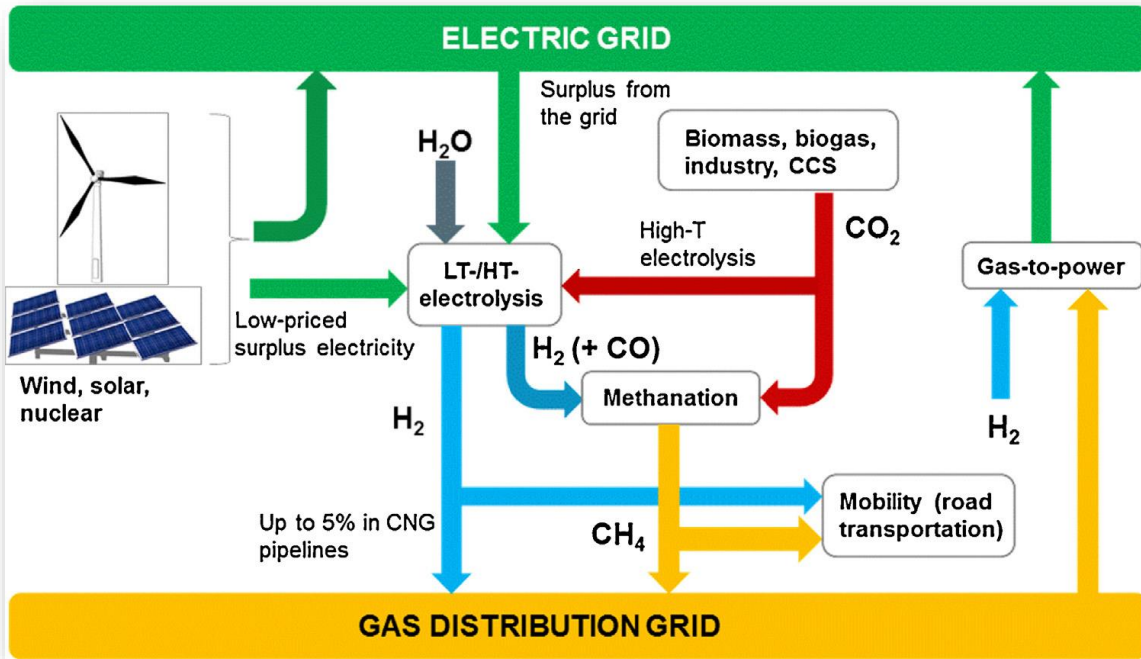 ELECTRIC GRID
Surplus from
the grid
H₂O
Biomass, biogas,
industry, CCS
CO₂
High-T
electrolysis
LT-/HT-
electrolysis
Gas-to-power
Low-priced
surplus electricity
Wind, solar,
nuclear
H₂ (+ CO)
Methanation
H₂
H₂
Mobility (road
transportation)
Up to 5% in CNG
pipelines
CH₄
GAS DISTRIBUTION GRID